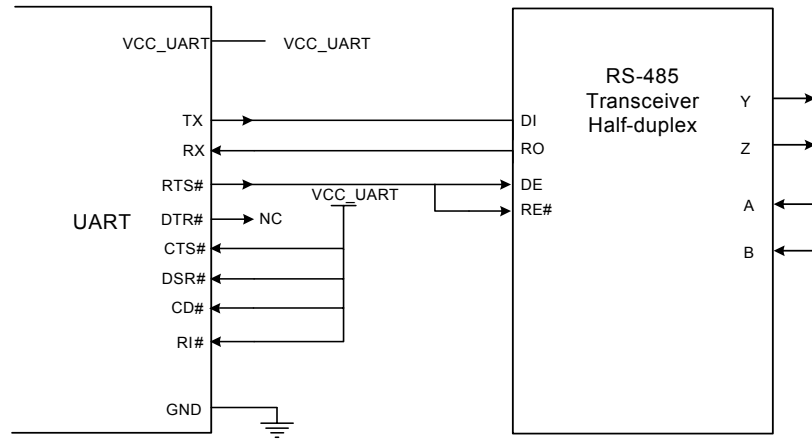 VCC_UART VCC_UART
RS-485
Transceiver
Half-duplex
Y
TX DI
RX RO Z
RTS# DE
VCC_UART
RE# A
UART DTR# NC
CTS#
B
DSR#
CD#
RI#
GND